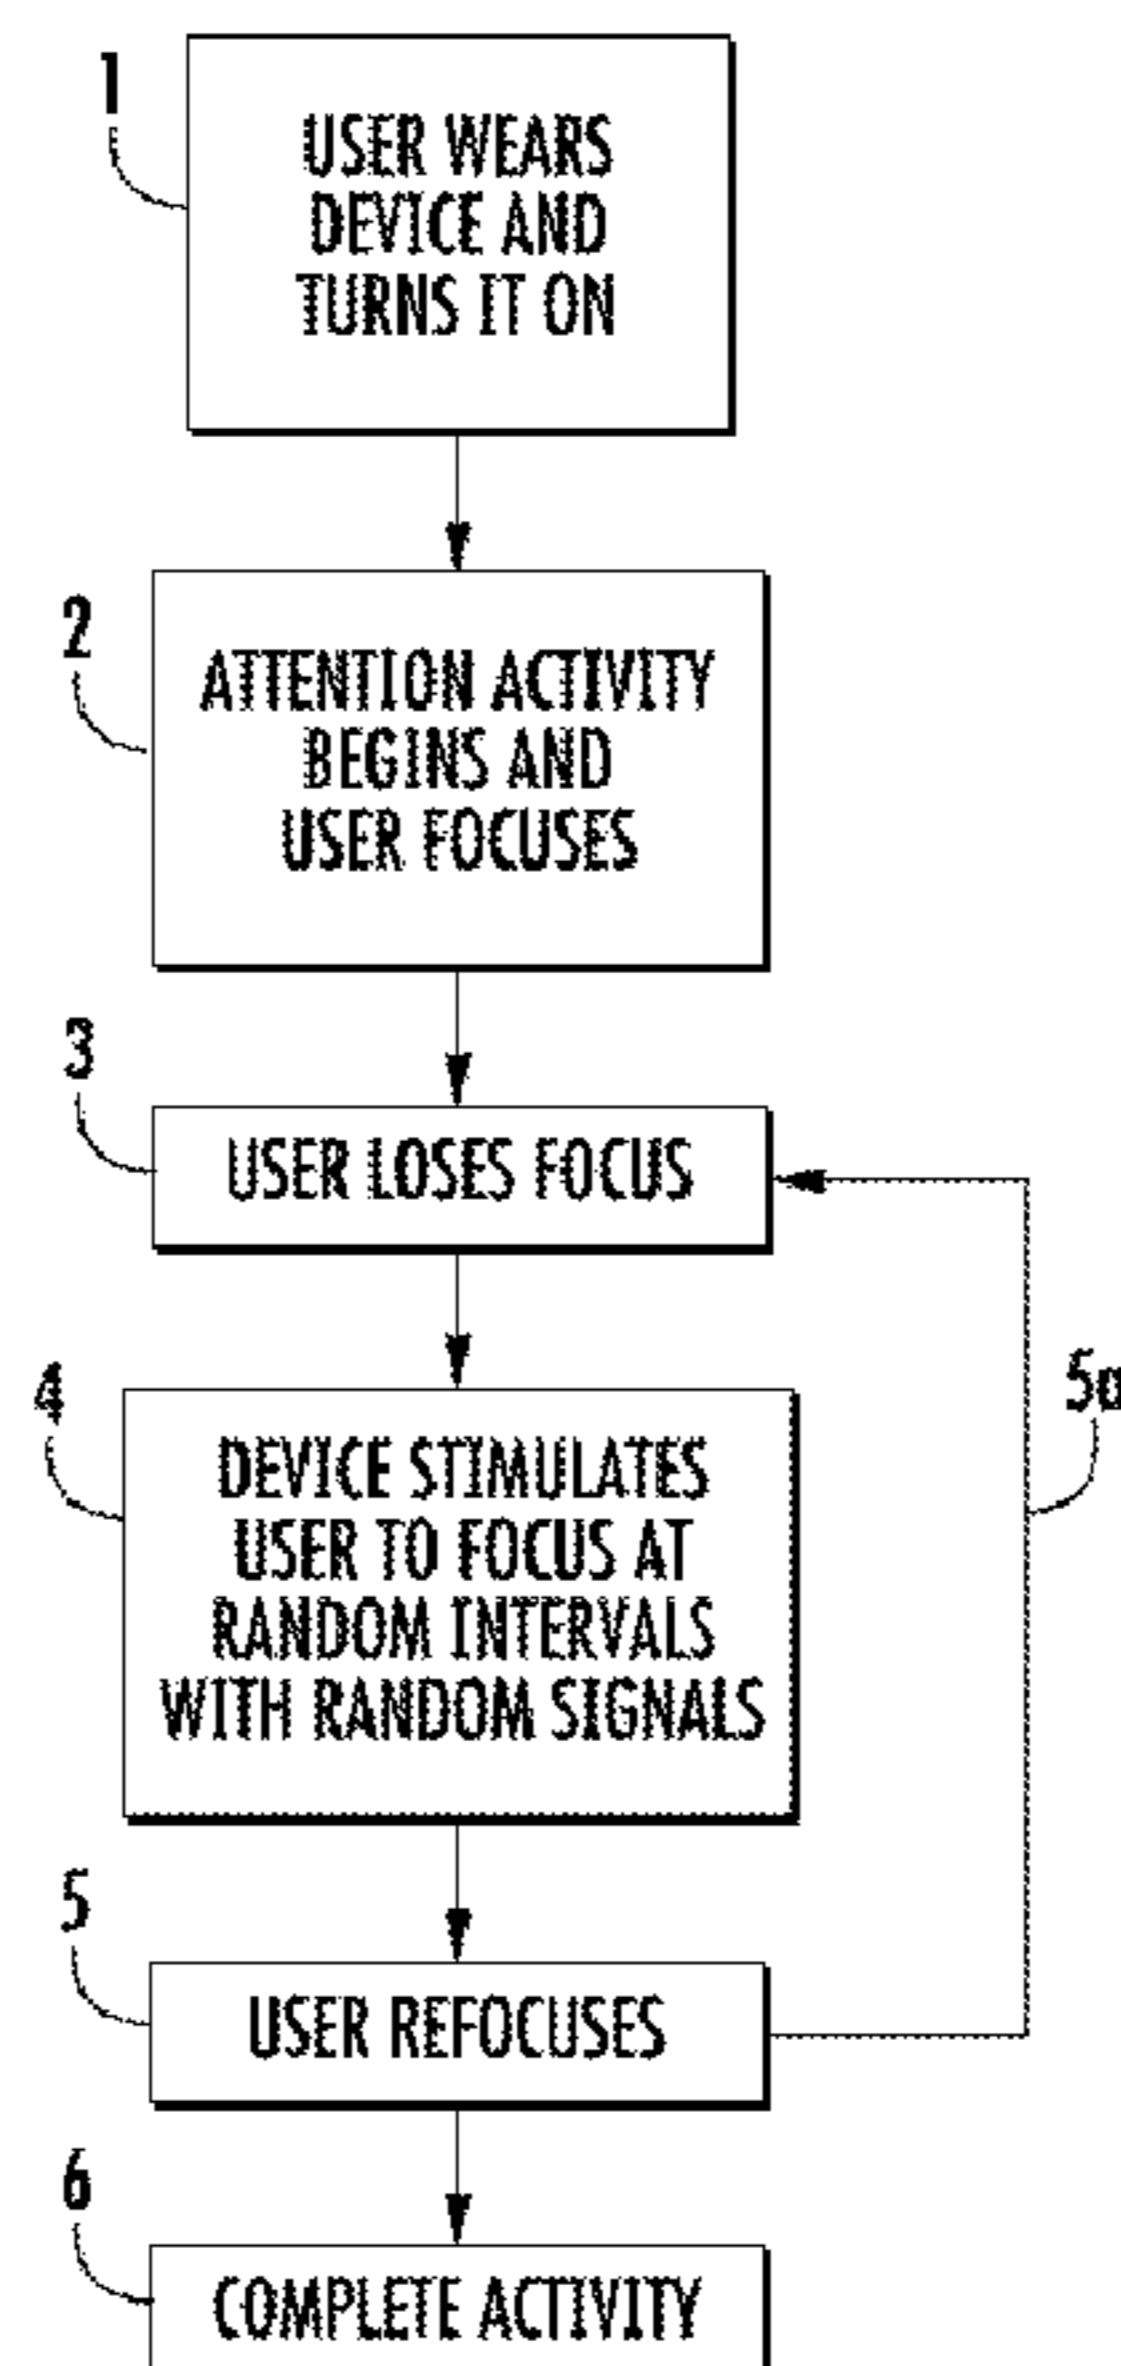 1
USER WEARS
DEVICE AND
TURNS IT ON
2
ATTENTION ACTIVITY
BEGINS AND
USER FOCUSES
3
USER LOSES FOCUS
4
DEVICE STIMULATES
USER TO FOCUS AT
RANDOM INTERVALS
WITH RANDOM SIGNALS
5a
5
USER REFOCUSES
6
COMPLETE ACTIVITY